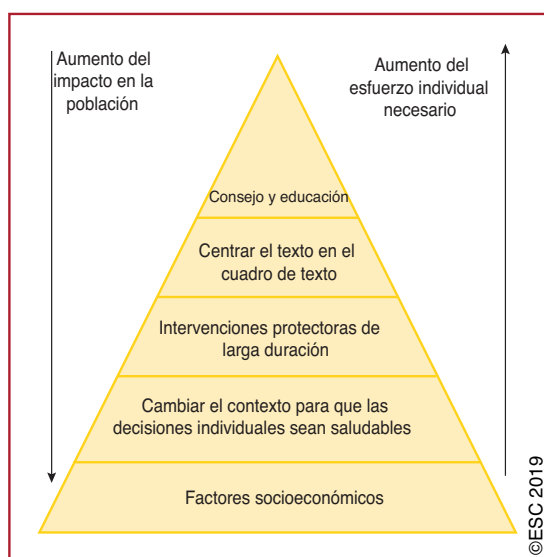 Aumento del
impacto en la
población
Aumento del
esfuerzo individual
necesario
Consejo y educación
Centrar el texto en el
cuadro de texto
Intervenciones protectoras de
larga duración
Cambiar el contexto para que las
decisiones individuales sean saludables
Factores socioeconómicos
©ESC 2019